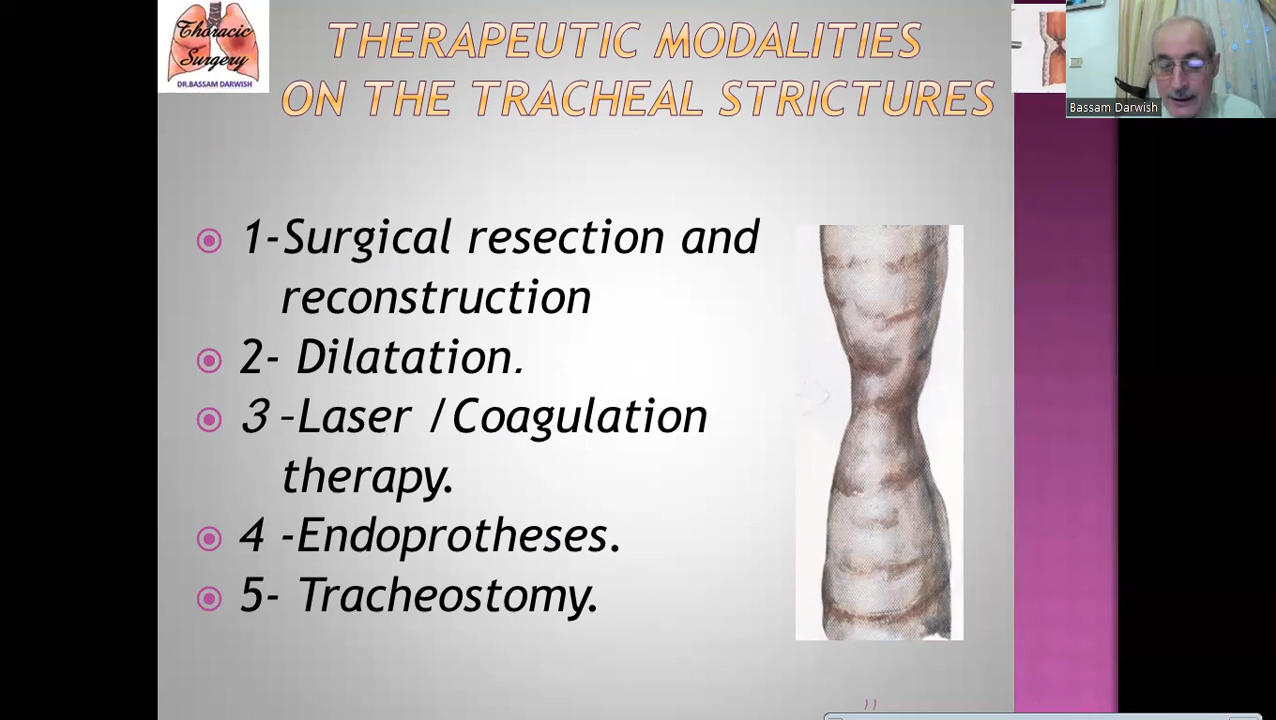 Thoracic
Surgery
DR.BASSAM DARWISH
THERAPEUTIC MODALITIES
ON THE TRACHEAL STRICTURES
Bassam Darwish
1-Surgical resection and
reconstruction
2- Dilatation.
3 –Laser /Coagulation
therapy.
4 -Endoprotheses.
5- Tracheostomy.